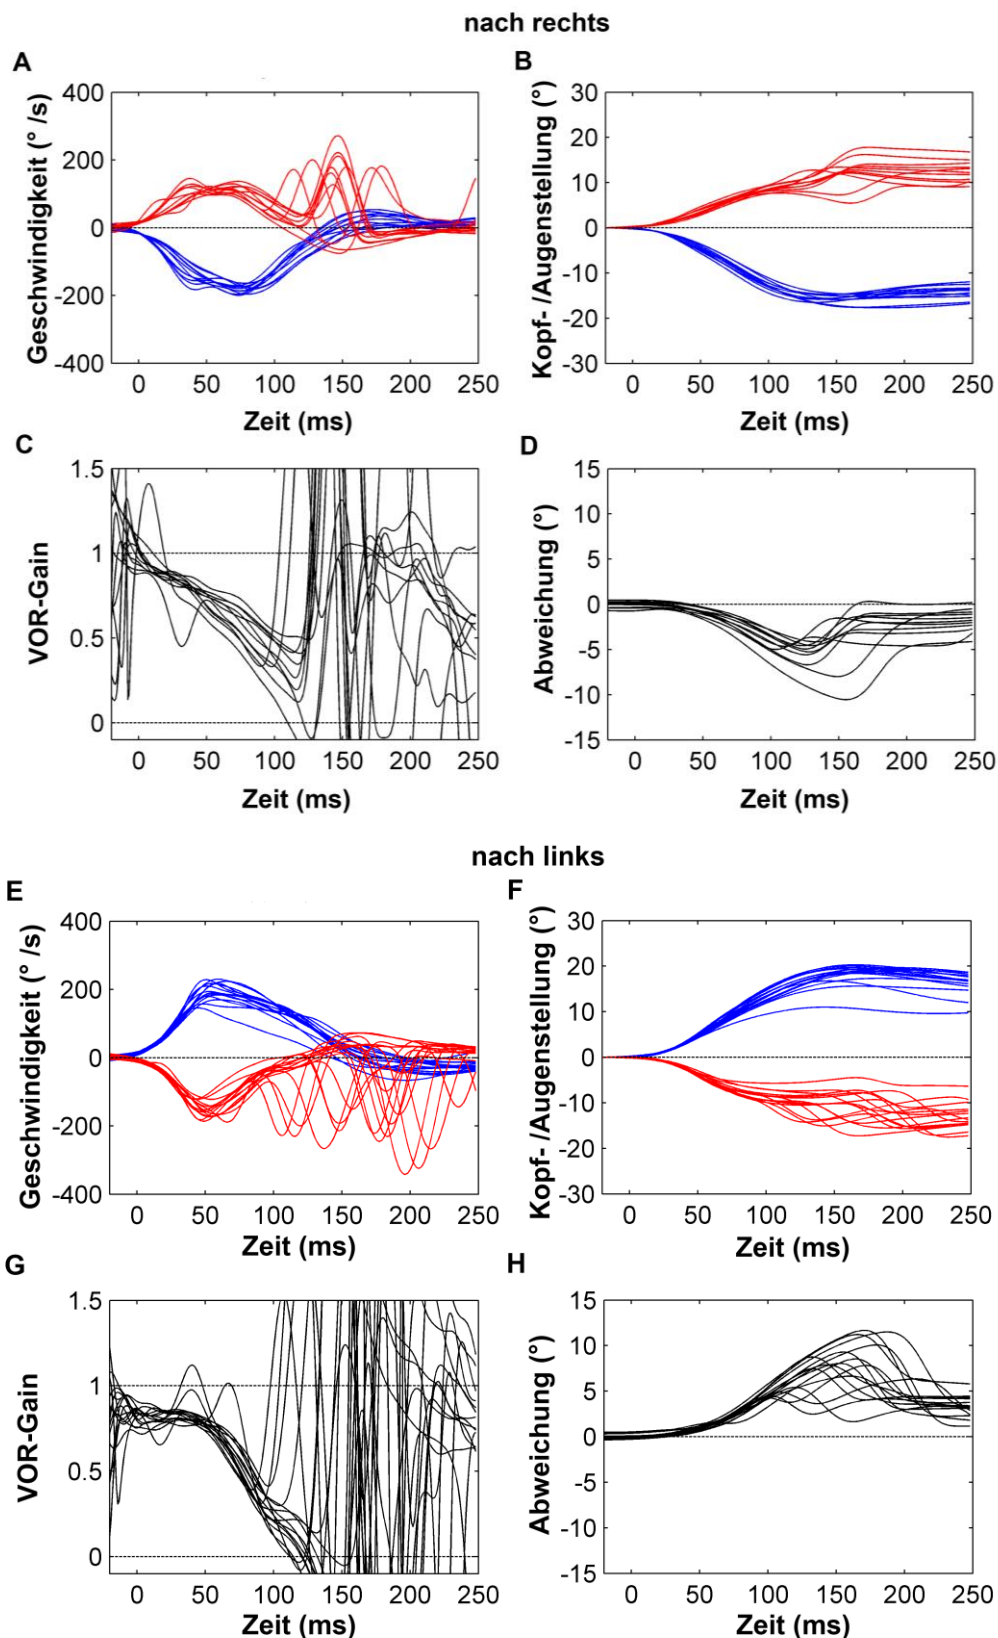 nach rechts
A
B
Geschwindigkeit (° /s)
400
200
0
-200
-400
0 50 100 150 200 250
Zeit (ms)
Kopf- /Augenstellung (°)
30
20
10
0
-10
-20
-30
0 50 100 150 200 250
Zeit (ms)
C
D
VOR-Gain
1.5
1
0.5
0
0 50 100 150 200 250
Zeit (ms)
Abweichung (°)
15
10
5
0
-5
-10
-15
0 50 100 150 200 250
Zeit (ms)
nach links
E
F
Geschwindigkeit (° /s)
400
200
0
-200
-400
0 50 100 150 200 250
Zeit (ms)
Kopf- /Augenstellung (°)
30
20
10
0
-10
-20
-30
0 50 100 150 200 250
Zeit (ms)
G
H
VOR-Gain
1.5
1
0.5
0
0 50 100 150 200 250
Zeit (ms)
Abweichung (°)
15
10
5
0
-5
-10
-15
0 50 100 150 200 250
Zeit (ms)